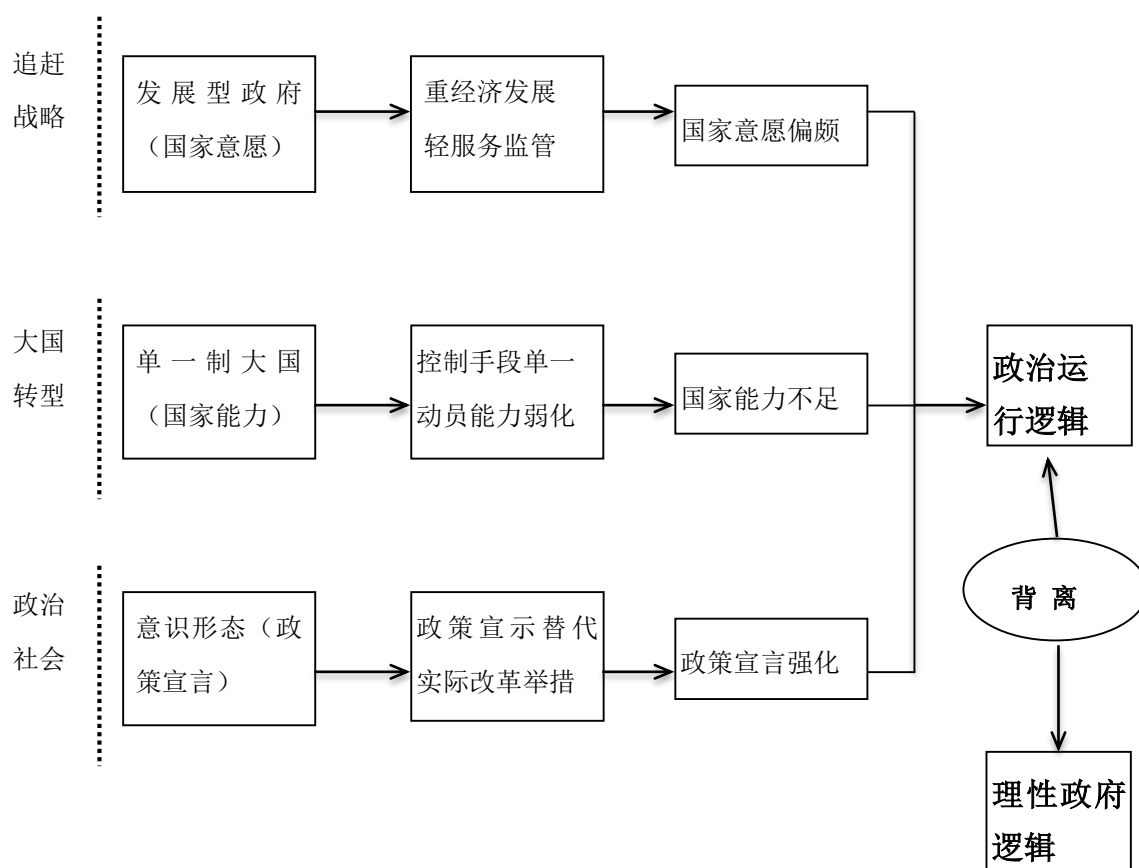 追赶
战略
发展型政府
（国家意愿）
重经济发展
轻服务监管
国家意愿偏颇
大国
转型
单一制大国
（国家能力）
控制手段单一
动员能力弱化
国家能力不足
政治运
行逻辑
背 离
政治
社会
意识形态（政
策宣言）
政策宣示替代
实际改革举措
政策宣言强化
理性政府
逻辑